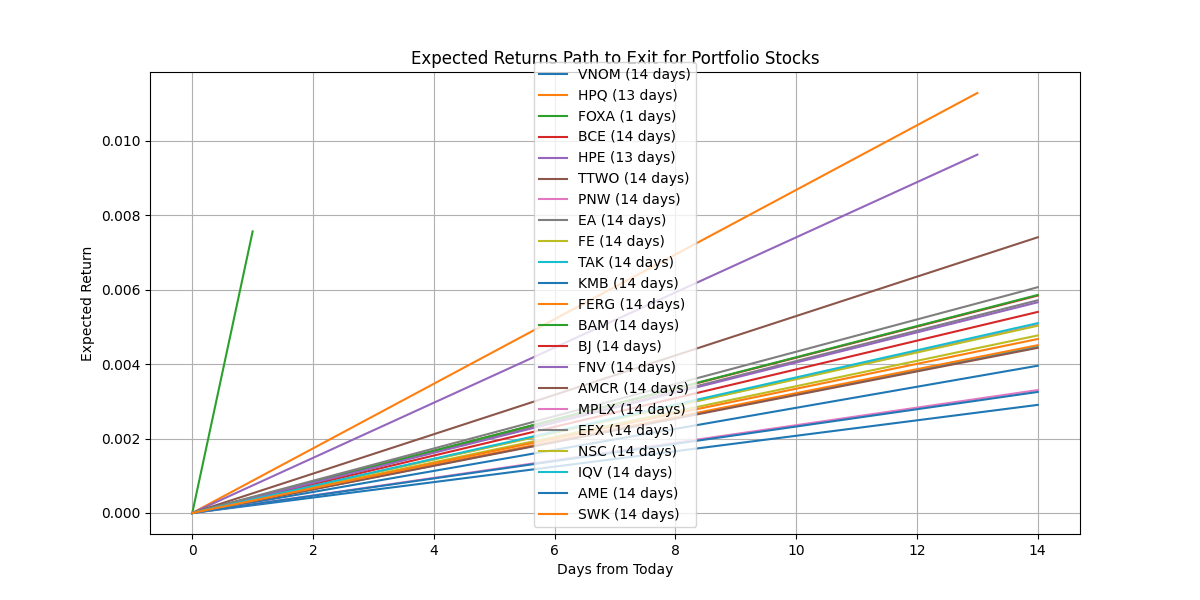 Expected Returns Path to Exit for Portfolio Stocks
VNOM (14 days)
HPQ (13 days)
FOXA (1 days)
BCE (14 days)
HPE (13 days)
TTWO (14 days)
PNW (14 days)
EA (14 days)
FE (14 days)
TAK (14 days)
KMB (14 days)
FERG (14 days)
BAM (14 days)
BJ (14 days)
FNV (14 days)
AMCR (14 days)
MPLX (14 days)
EFX (14 days)
NSC (14 days)
IQV (14 days)
AME (14 days)
SWK (14 days)
Expected Return
0.010
0.008
0.006
0.004
0.002
0.000
0 2 4 6 8 10 12 14
Days from Today